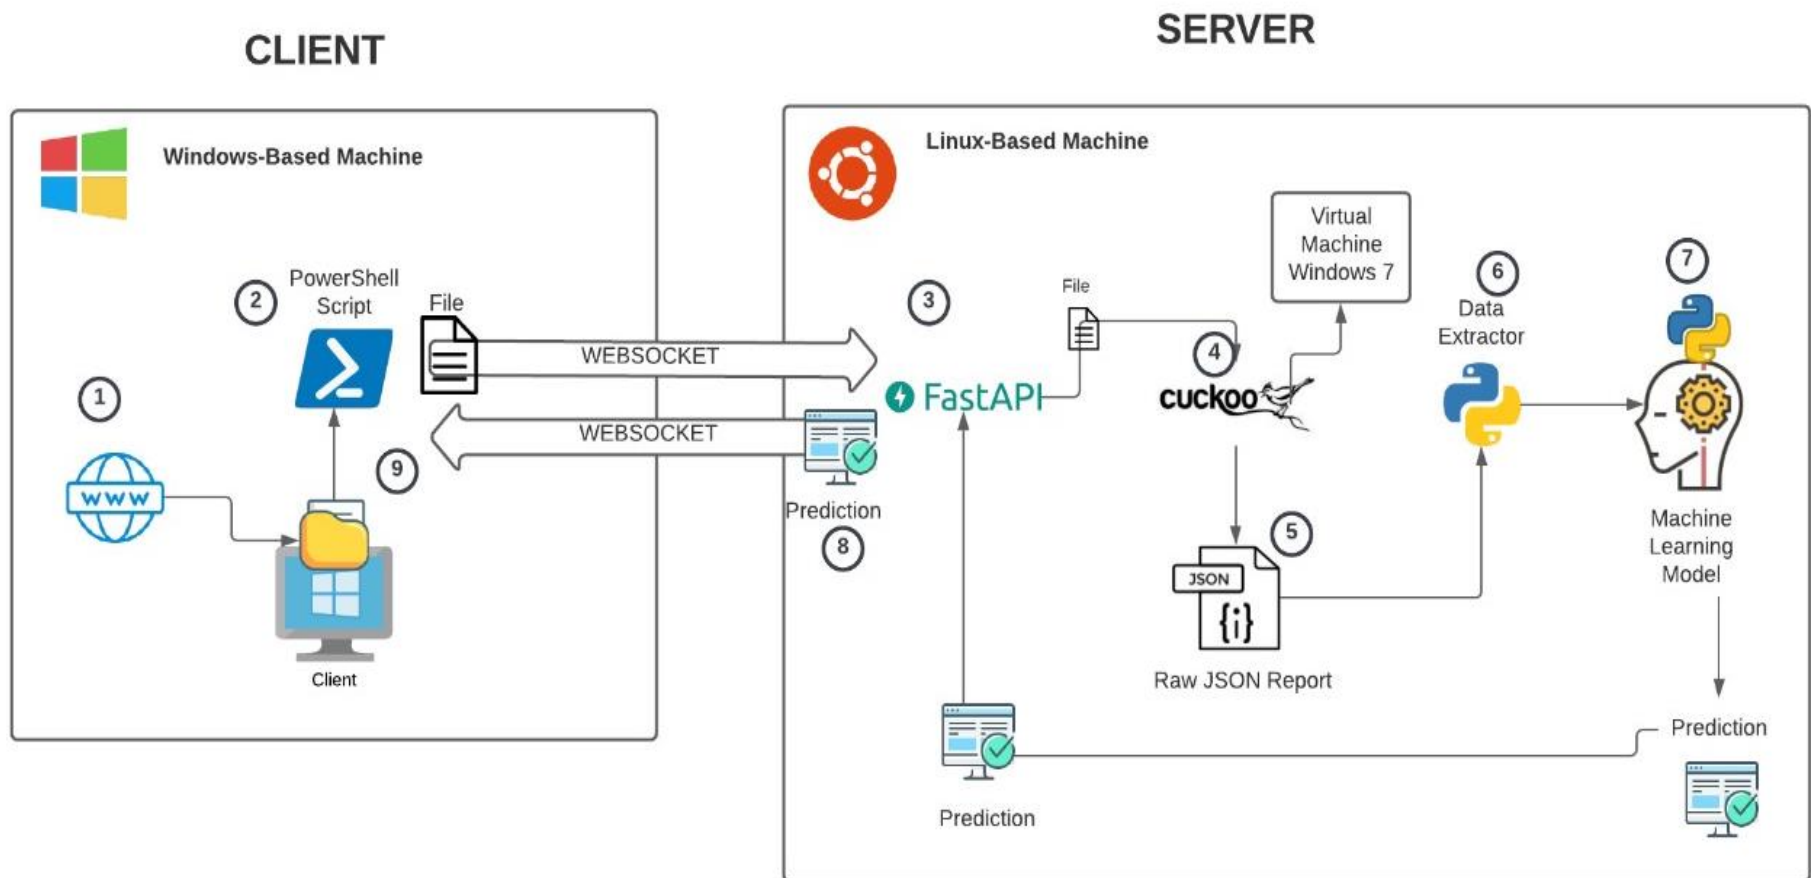 CLIENT
SERVER
Windows-Based Machine
Linux-Based Machine
1
WWW
2
PowerShell
Script
File
WEBSOCKET
WEBSOCKET
9
Client
Prediction
8
3
FastAPI
File
4
cuckoo
Virtual
Machine
Windows 7
5
JSON
{i}
Raw JSON Report
6
Data
Extractor
7
Machine
Learning
Model
Prediction
Prediction